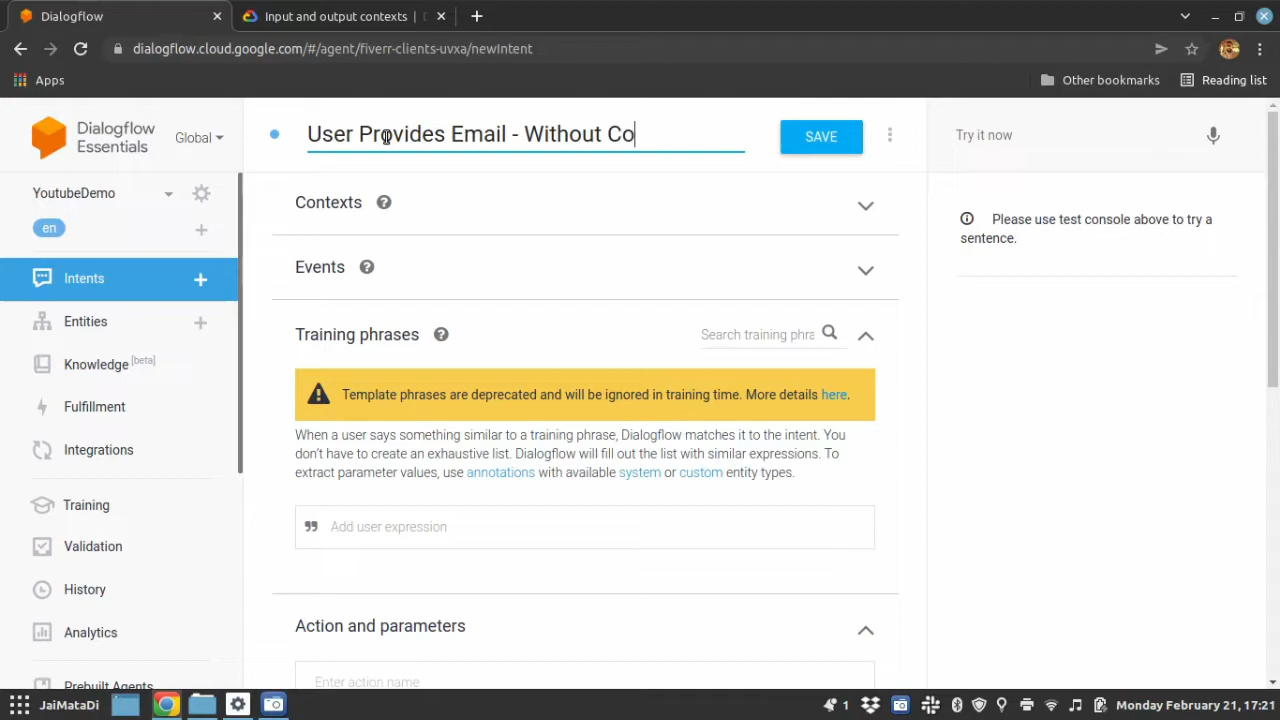 Dialogflow
Input and output contexts
dialogflow.cloud.google.com/#/agent/fiverr-clients-uvxa/newIntent
Apps
Other bookmarks
Reading list
Dialogflow
Essentials
Global
User Provides Email - Without Co
SAVE
Try it now
YoutubeDemo
en
Contexts
Please use test console above to try a
sentence.
Intents
Events
Entities
Training phrases
Search training phra
Knowledge [beta]
Template phrases are deprecated and will be ignored in training time. More details here.
Fulfillment
When a user says something similar to a training phrase, Dialogflow matches it to the intent. You
don't have to create an exhaustive list. Dialogflow will fill out the list with similar expressions. To
extract parameter values, use annotations with available system or custom entity types.
Integrations
Training
Add user expression
Validation
History
Action and parameters
Analytics
Enter action name
Prebuilt Agents
JaiMataDi
1
Monday February 21, 17:21